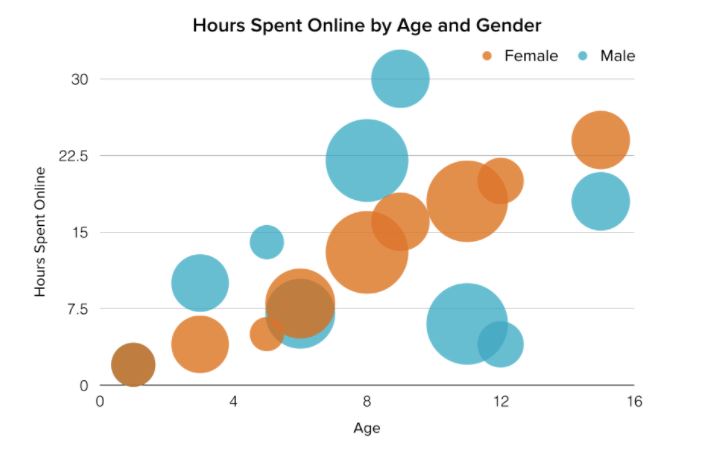 Hours Spent Online by Age and Gender
Female Male
30
22.5
15
7.5
0
Hours Spent Online
0 4 8 12 16
Age